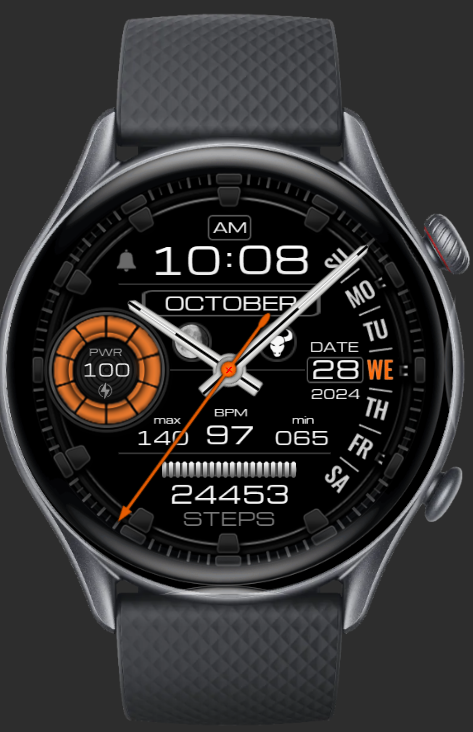 AM
10:08
OCTOBER
SU
MO
TU
WE
TH
FR
SA
PWR
100
DATE
28
2024
max
140
BPM
97
min
065
24453
STEPS